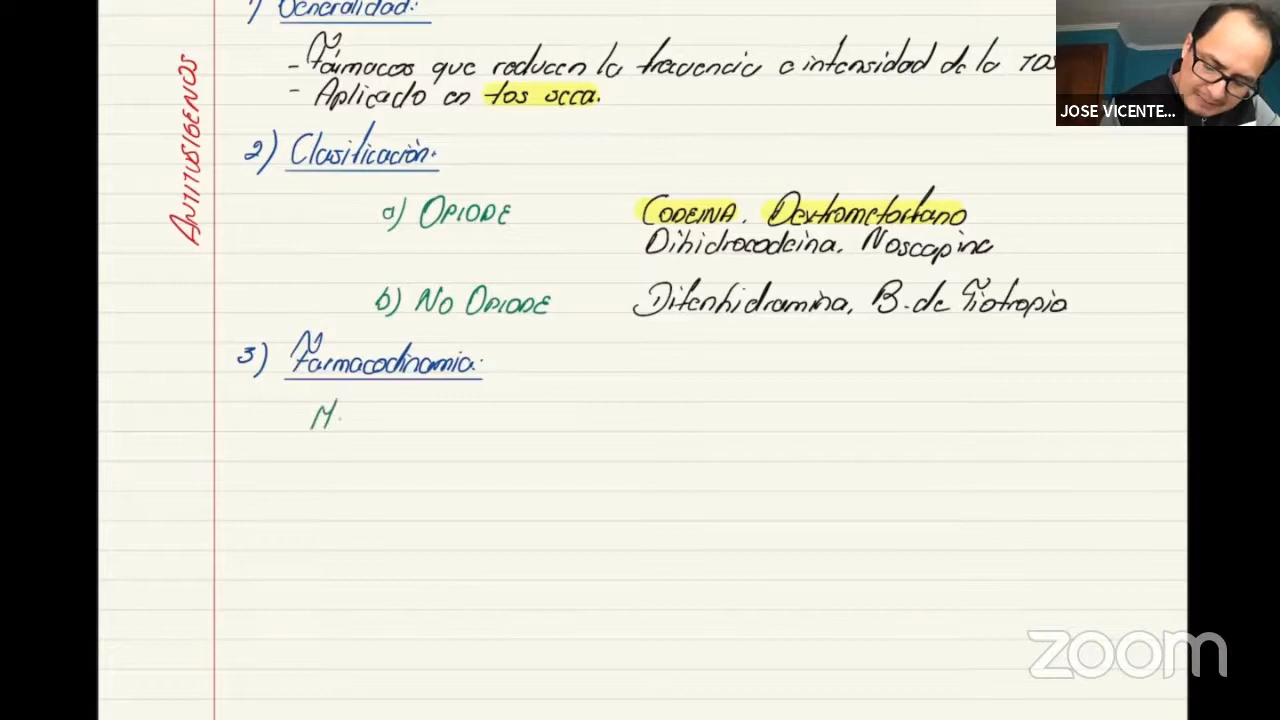 1) Generalidad:
- Fármacos que reducen la frecuencia e intensidad de la TOS
- Aplicado en tos seca.
ANTITUSIGENOS
2) Clasificación:
a) OPIODE CODEINA, Dextrometorfano
Dihidrocodeina, Noscapina
b) NO OPIODE Difenhidramina, B. de Tiotropio
3) Farmacodinamia:
M.
JOSE VICENTE...
zoom